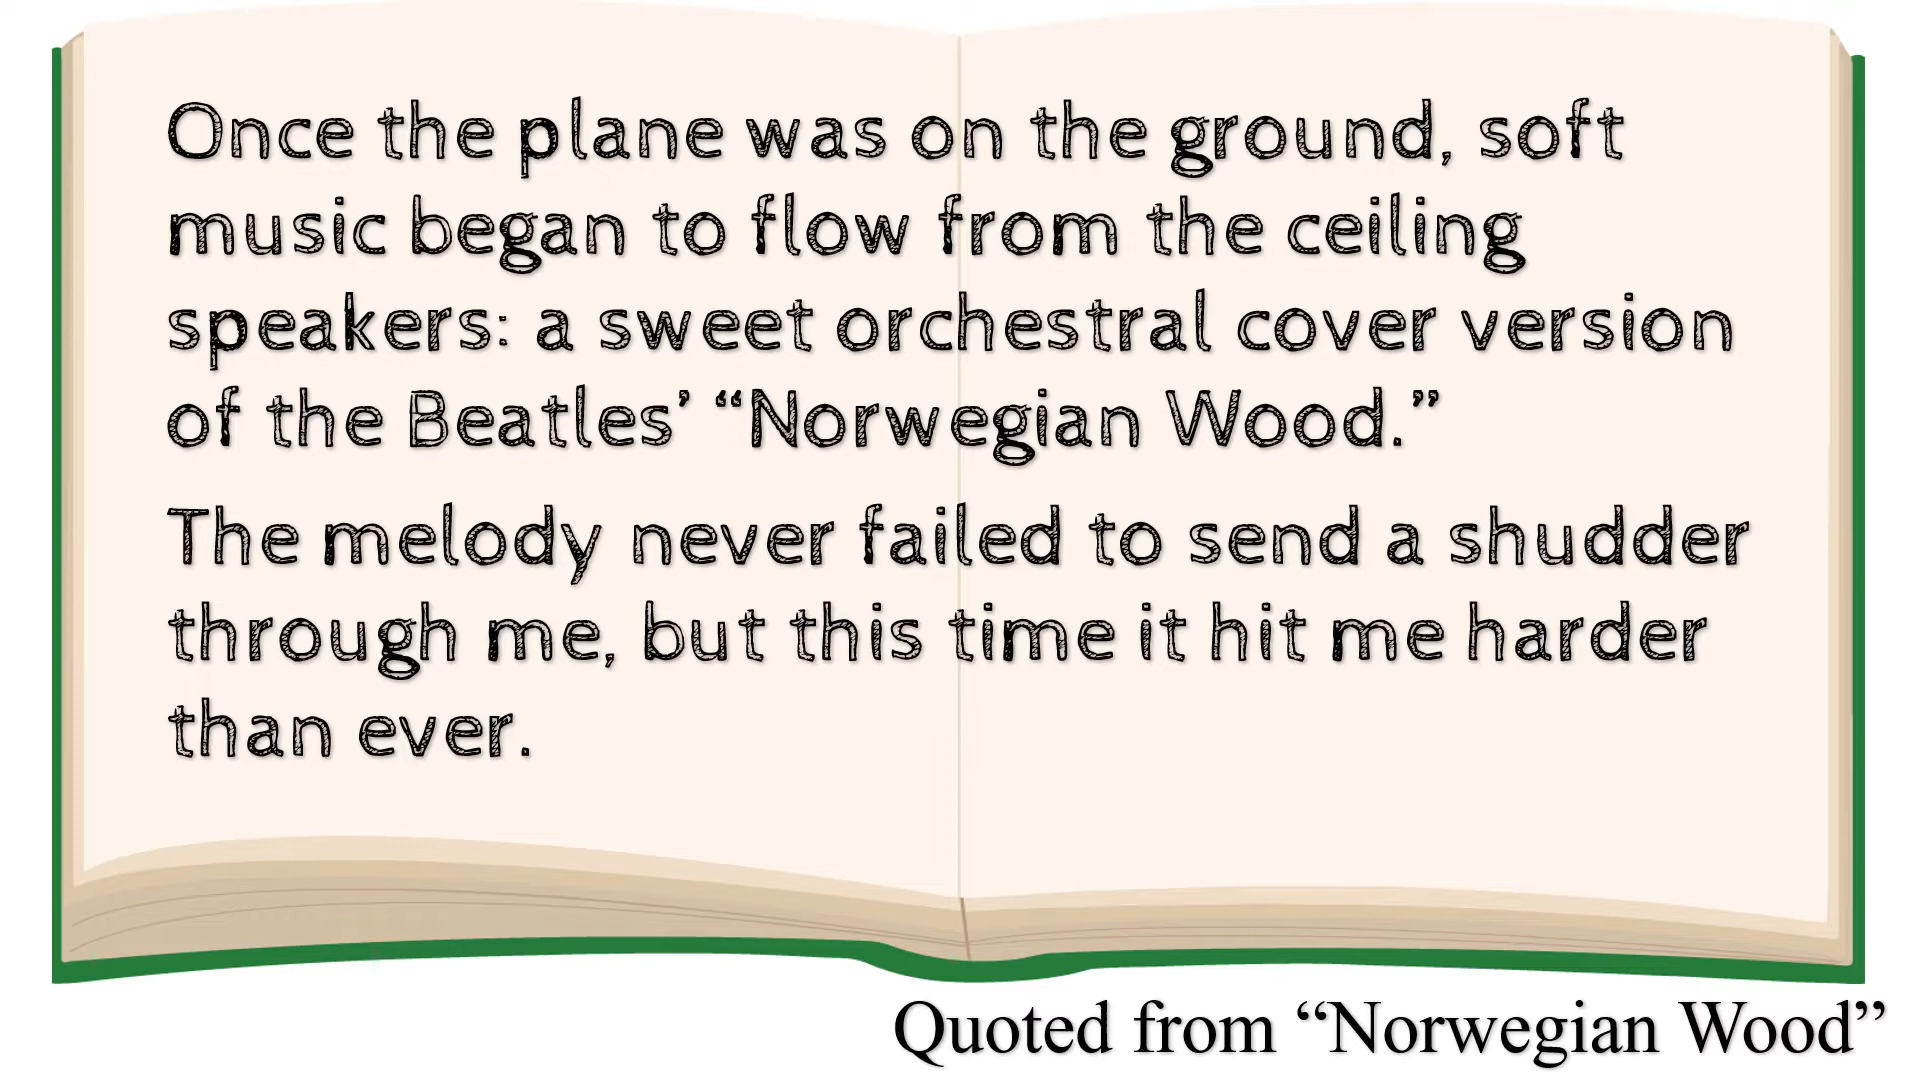 Once the plane was on the ground, soft
music began to flow from the ceiling
speakers: a sweet orchestral cover version
of the Beatles’ “Norwegian Wood.”
The melody never failed to send a shudder
through me, but this time it hit me harder
than ever.
Quoted from “Norwegian Wood”